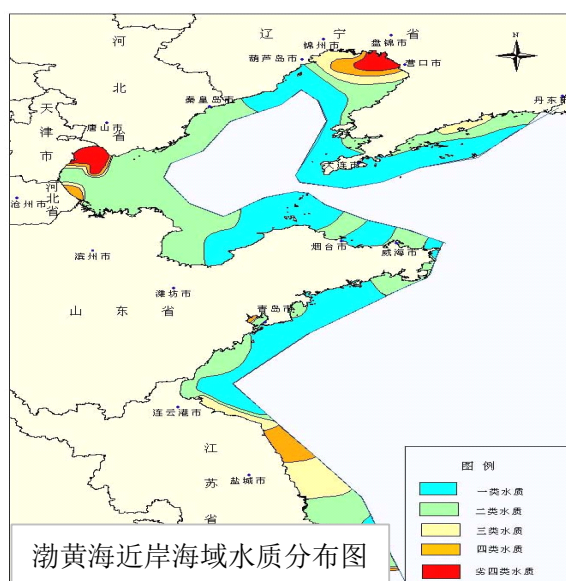 辽宁省
河北省
锦州市
盘锦市
葫芦岛市
营口市
N
秦皇岛市
丹东
天津市
唐山市
大连市
河北省
沧州市
滨州市
烟台市
威海市
潍坊市
山东省
青岛市
连云港市
江苏省
盐城市
图例
一类水质
二类水质
三类水质
四类水质
劣四类水质
渤黄海近岸海域水质分布图